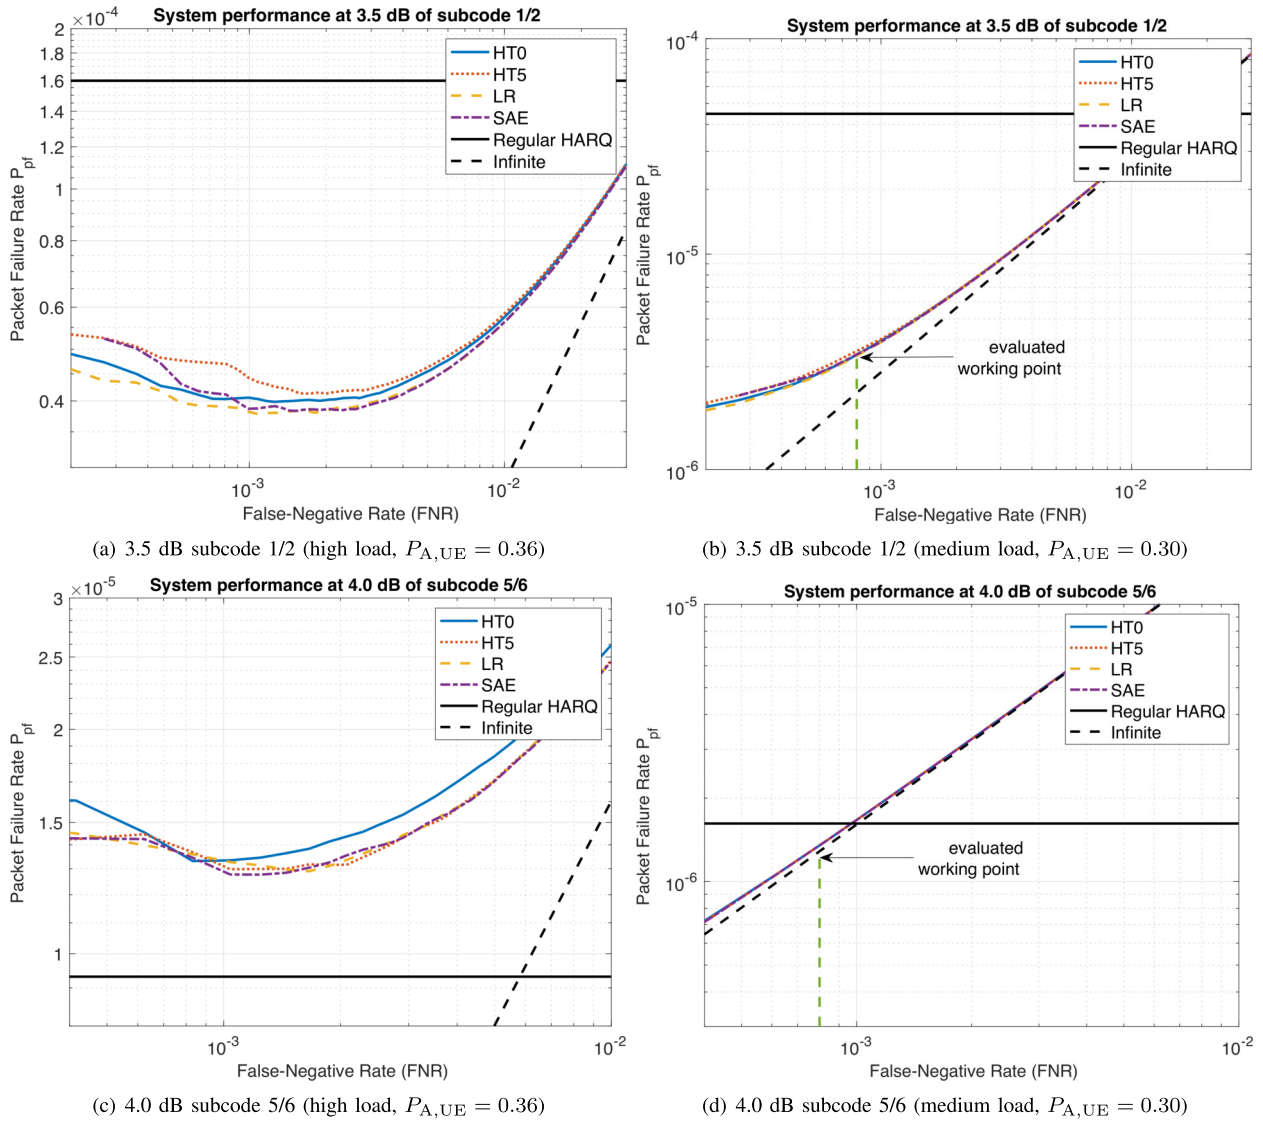 System performance at 3.5 dB of subcode 1/2
×10⁻⁴
2
1.8
1.6
1.4
1.2
1
0.8
0.6
0.4
Packet Failure Rate P_pf
HT0
HT5
LR
SAE
Regular HARQ
Infinite
10⁻³
10⁻²
False-Negative Rate (FNR)
(a) 3.5 dB subcode 1/2 (high load, P_A,UE = 0.36)
System performance at 3.5 dB of subcode 1/2
10⁻⁴
10⁻⁵
10⁻⁶
Packet Failure Rate P_pf
HT0
HT5
LR
SAE
Regular HARQ
Infinite
evaluated
working point
10⁻³
10⁻²
False-Negative Rate (FNR)
(b) 3.5 dB subcode 1/2 (medium load, P_A,UE = 0.30)
System performance at 4.0 dB of subcode 5/6
×10⁻⁵
3
2.5
2
1.5
1
Packet Failure Rate P_pf
HT0
HT5
LR
SAE
Regular HARQ
Infinite
10⁻³
10⁻²
False-Negative Rate (FNR)
(c) 4.0 dB subcode 5/6 (high load, P_A,UE = 0.36)
System performance at 4.0 dB of subcode 5/6
10⁻⁵
10⁻⁶
Packet Failure Rate P_pf
HT0
HT5
LR
SAE
Regular HARQ
Infinite
evaluated
working point
10⁻³
10⁻²
False-Negative Rate (FNR)
(d) 4.0 dB subcode 5/6 (medium load, P_A,UE = 0.30)